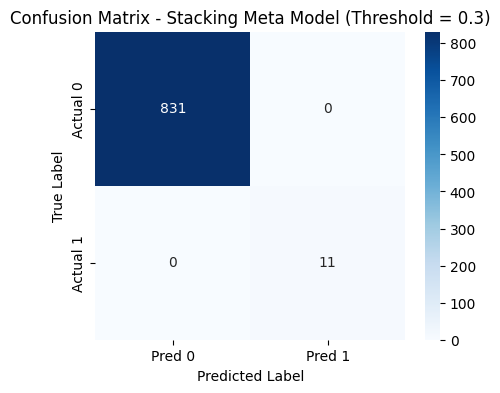 Confusion Matrix - Stacking Meta Model (Threshold = 0.3)
True Label
Actual 0
Actual 1
831
0
0
11
Pred 0
Pred 1
Predicted Label
800
700
600
500
400
300
200
100
0